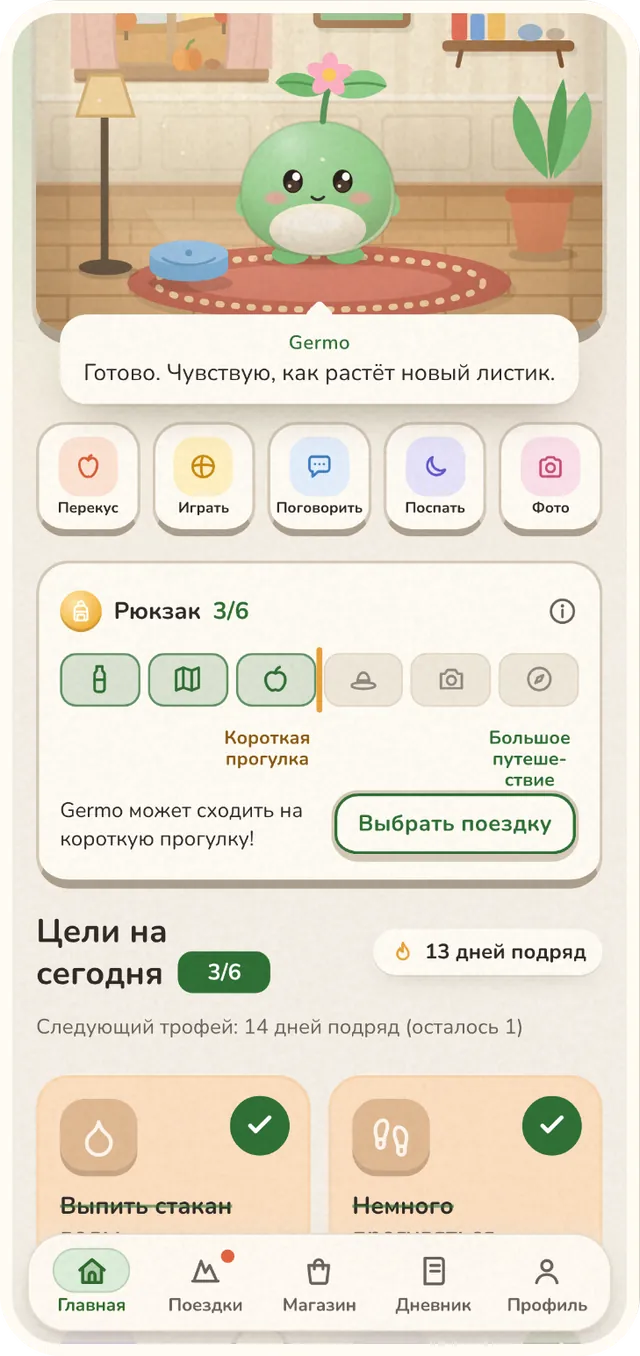 Germo
Готово. Чувствую, как растёт новый листик.
Перекус
Играть
Поговорить
Поспать
Фото
Рюкзак 3/6
Короткая
прогулка
Большое
путеше-
ствие
Germo может сходить на
короткую прогулку!
Выбрать поездку
Цели на
сегодня 3/6
13 дней подряд
Следующий трофей: 14 дней подряд (осталось 1)
Выпить стакан
Немного
Главная
Поездки
Магазин
Дневник
Профиль